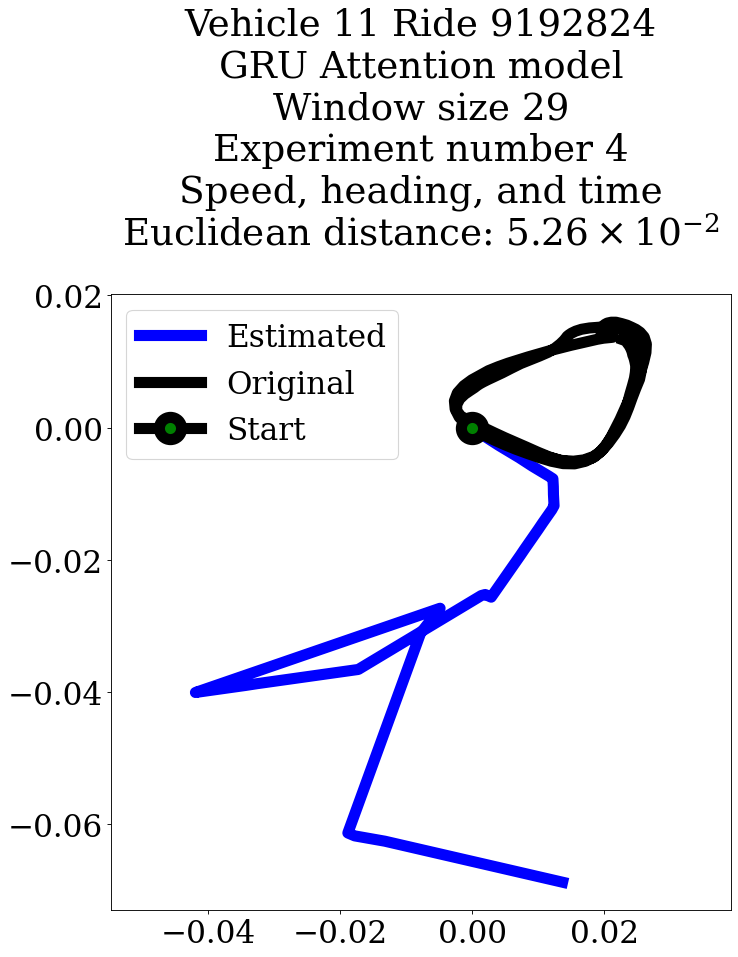 Vehicle 11 Ride 9192824
GRU Attention model
Window size 29
Experiment number 4
Speed, heading, and time
Euclidean distance: 5.26 × 10⁻²
0.02
0.00
−0.02
−0.04
−0.06
Estimated
Original
Start
−0.04
−0.02
0.00
0.02